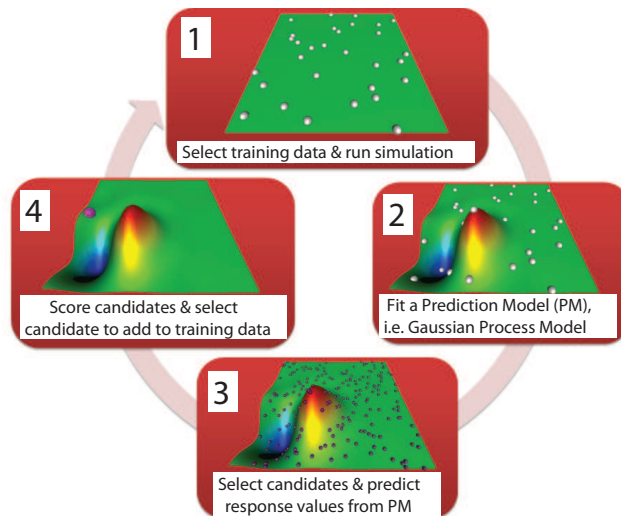 1
Select training data & run simulation
2
Fit a Prediction Model (PM),
i.e. Gaussian Process Model
3
Select candidates & predict
response values from PM
4
Score candidates & select
candidate to add to training data